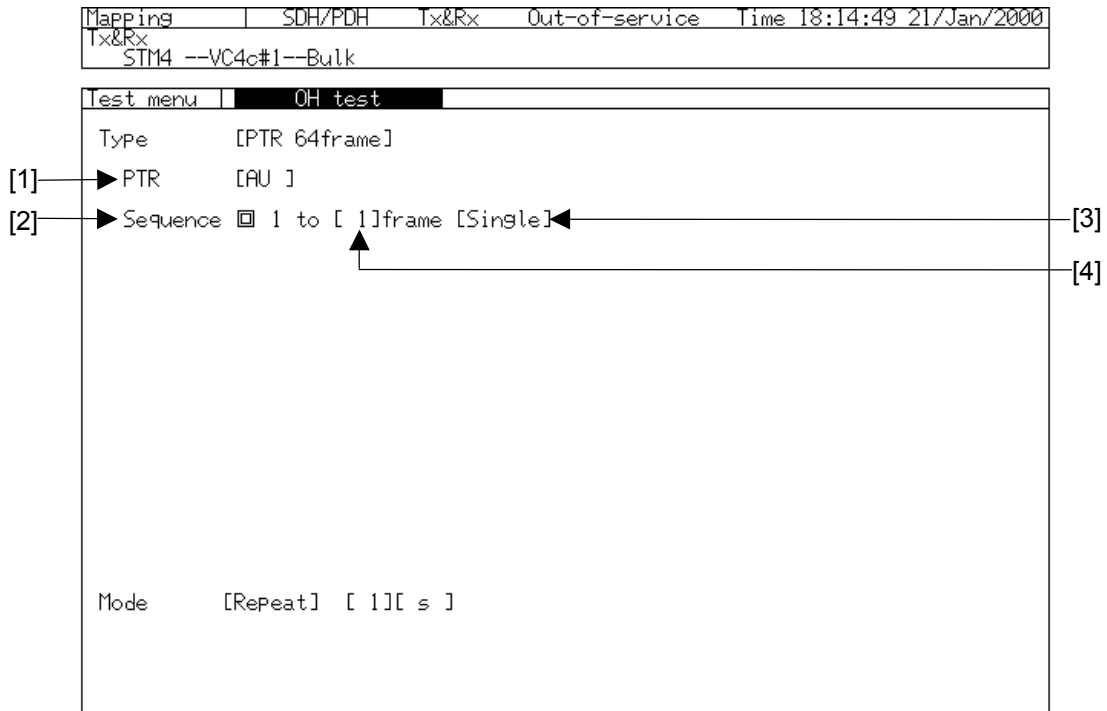 Mapping SDH/PDH Tx&Rx Out-of-service Time 18:14:49 21/Jan/2000
Tx&Rx
STM4 --VC4c#1--Bulk
Test menu OH test
Type [PTR 64frame]
[1] PTR [AU ]
[2] Sequence 1 to [ 1]frame [Single] [3]
[4]
Mode [Repeat] [ 1][ s ]